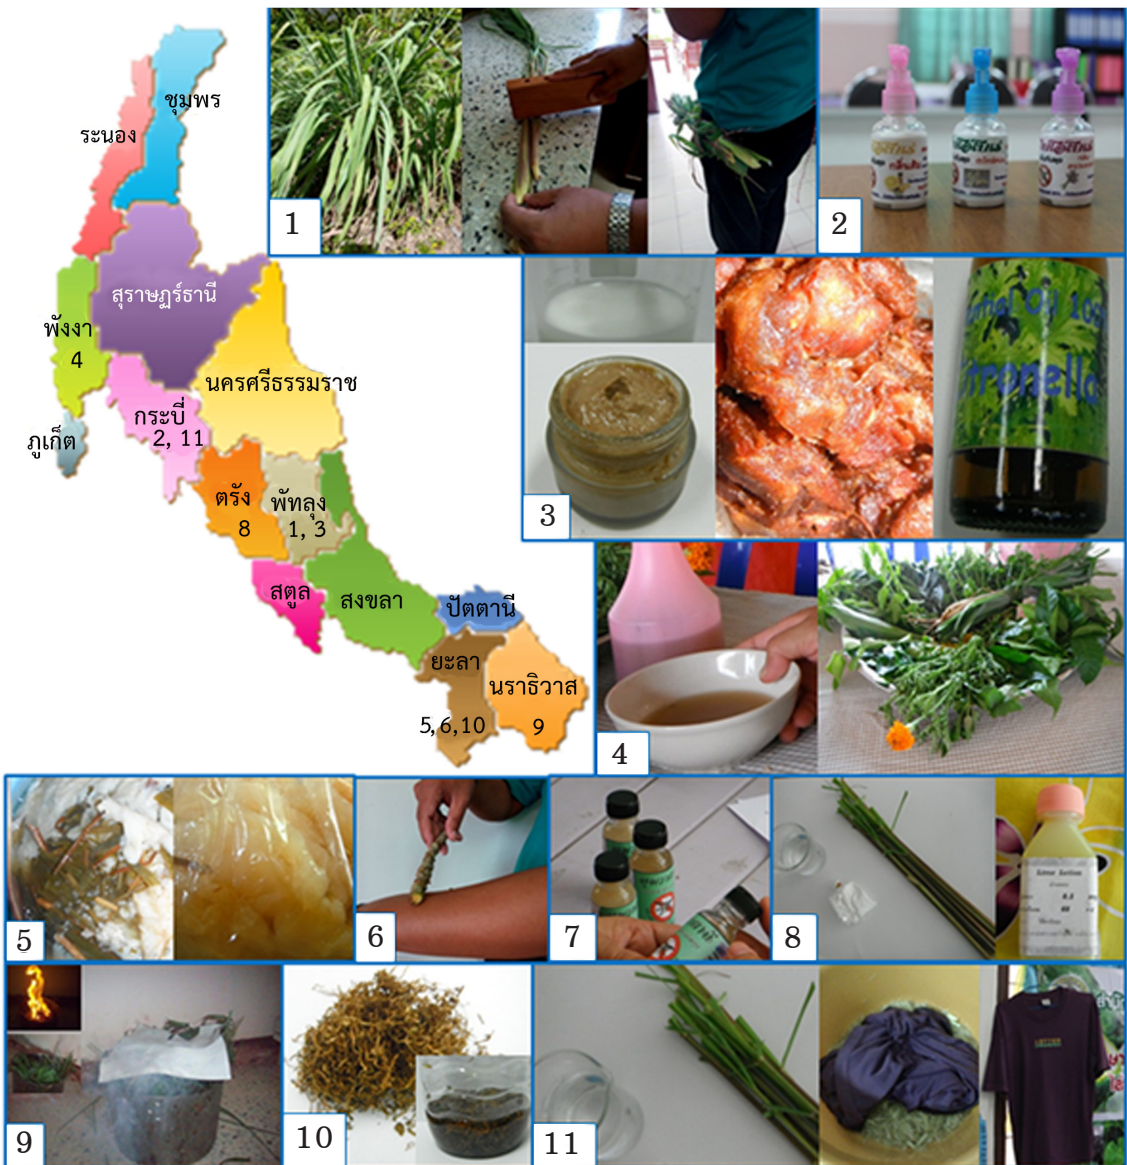 ชุมพร
ระนอง
สุราษฎร์ธานี
พังงา
4
นครศรีธรรมราช
กระบี่
2, 11
ภูเก็ต
ตรัง
8
พัทลุง
1, 3
สตูล
สงขลา
ปัตตานี
ยะลา
5, 6, 10
นราธิวาส
9
1
2
3
4
5
6
7
8
9
10
11